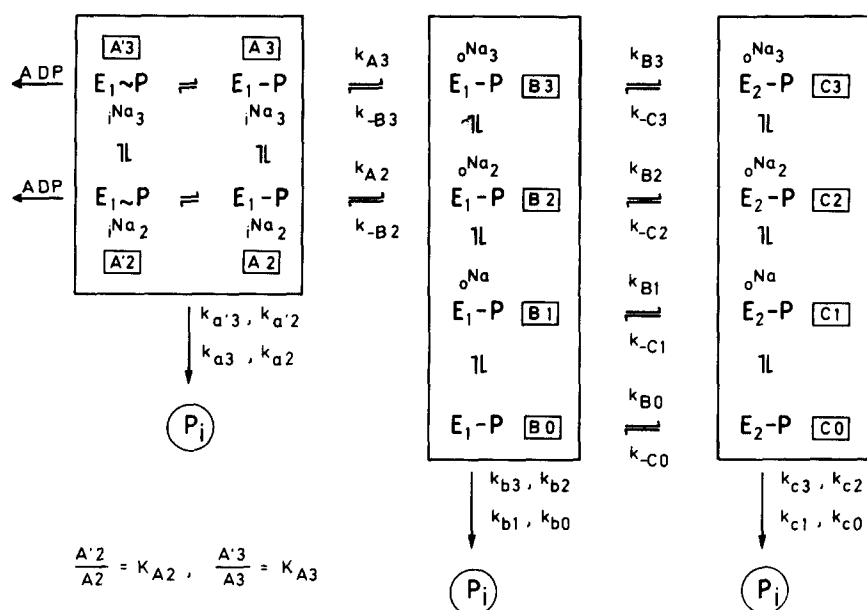 A'3 A3 kA3 oNa3 kB3 oNa3
ADP E1~P ⇌ E1-P ⇌ E1-P B3 ⇌ E2-P C3
iNa3 iNa3 k-B3 k-C3
kA2 oNa2 kB2 oNa2
ADP E1~P ⇌ E1-P ⇌ E1-P B2 ⇌ E2-P C2
iNa2 iNa2 k-B2 k-C2
A'2 A2 oNa kB1 oNa
E1-P B1 ⇌ E2-P C1
k-C1
ka'3 , ka'2
ka3 , ka2
kB0
Pi E1-P B0 ⇌ E2-P C0
k-C0
kb3 , kb2 kc3 , kc2
kb1 , kb0 kc1 , kc0
A'2/A2 = KA2 , A'3/A3 = KA3
Pi Pi